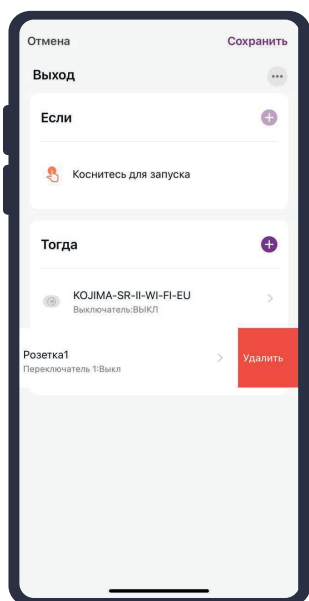 Отмена
Сохранить
Выход
Если
Коснитесь для запуска
Тогда
KOJIMA-SR-II-WI-FI-EU
Выключатель:ВЫКЛ
Розетка1
Переключатель 1:Выкл
Удалить